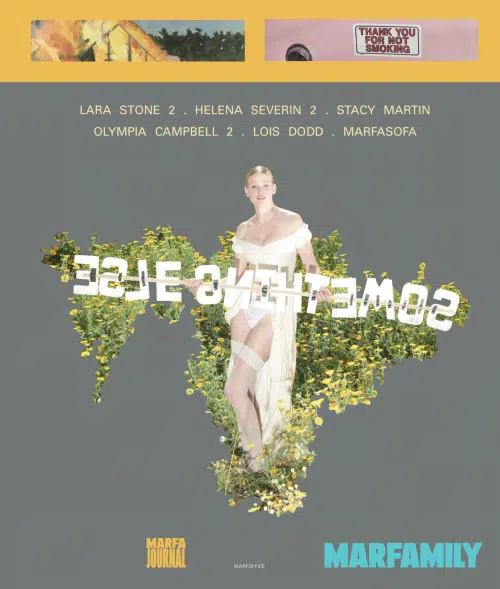 THANK YOU
FOR NOT
SMOKING
LARA STONE 2 . HELENA SEVERIN 2 . STACY MARTIN
OLYMPIA CAMPBELL 2 . LOIS DODD . MARFASOFA
SOMETHING ELSE
MARFA
JOURNAL
MARFOFFICE
MARFAMILY